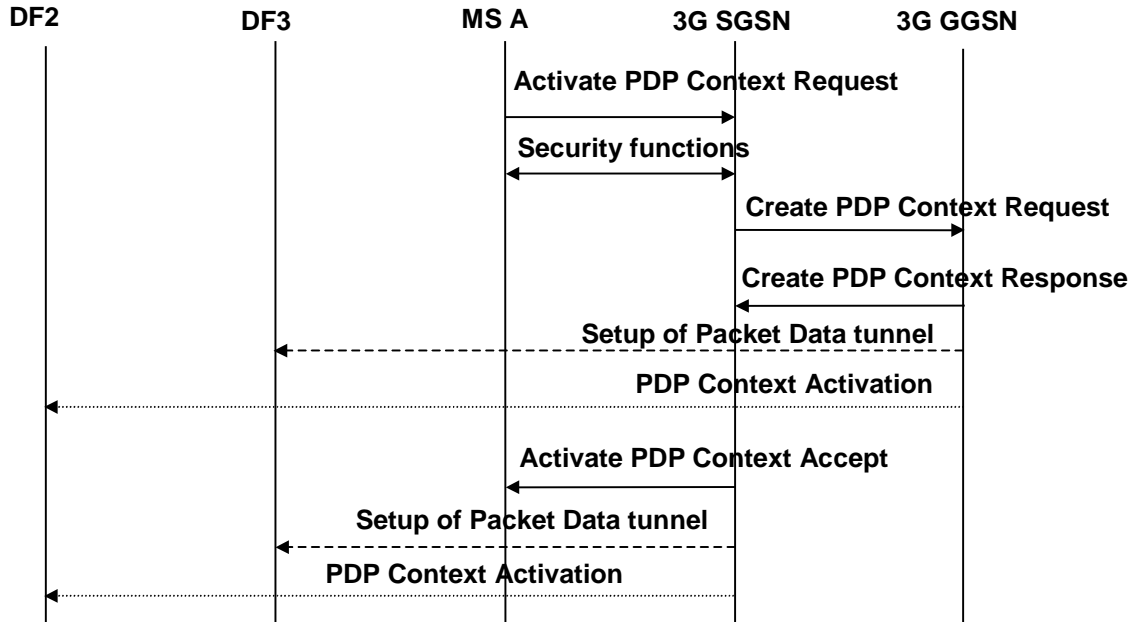 DF2
DF3
MS A
3G SGSN
3G GGSN
Activate PDP Context Request
Security functions
Create PDP Context Request
Create PDP Context Response
Setup of Packet Data tunnel
PDP Context Activation
Activate PDP Context Accept
Setup of Packet Data tunnel
PDP Context Activation